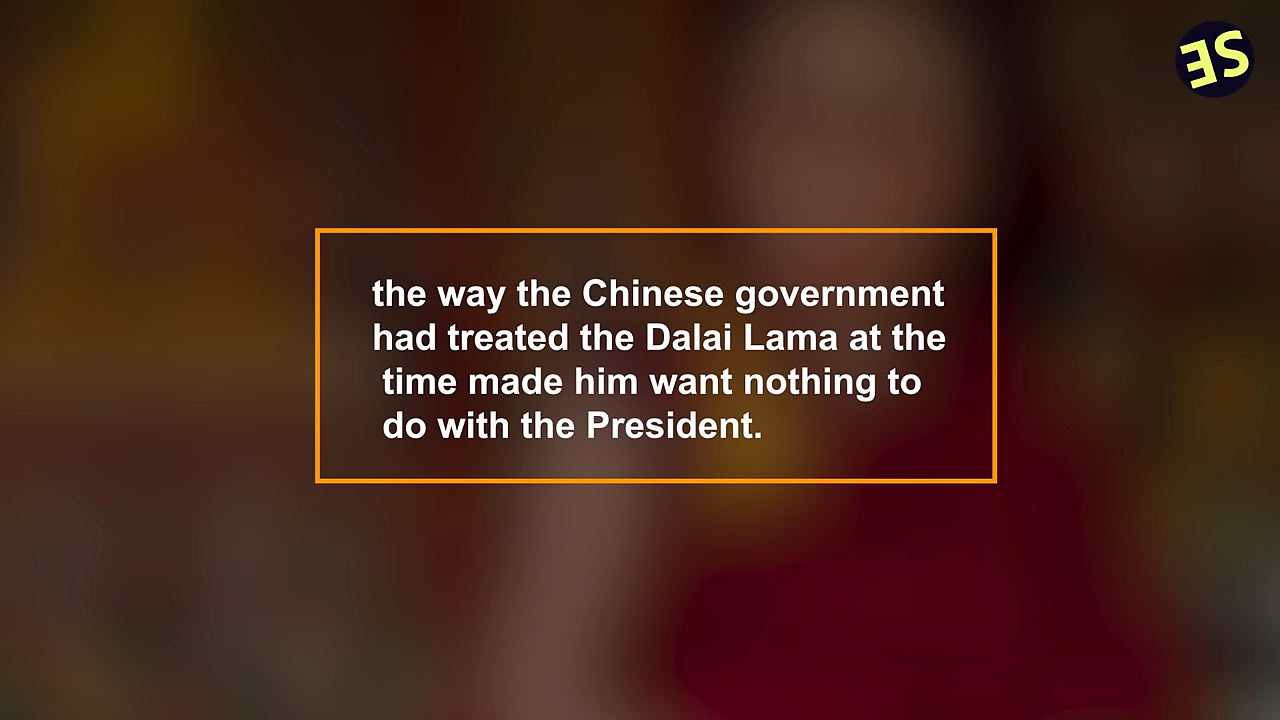 ƎS
the way the Chinese government
had treated the Dalai Lama at the
time made him want nothing to
do with the President.